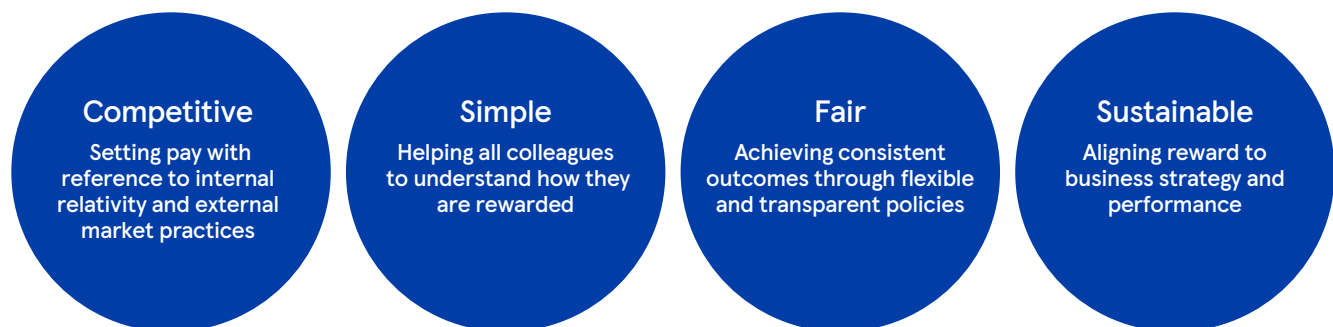 Competitive
Setting pay with
reference to internal
relativity and external
market practices
Simple
Helping all colleagues
to understand how they
are rewarded
Fair
Achieving consistent
outcomes through flexible
and transparent policies
Sustainable
Aligning reward to
business strategy and
performance